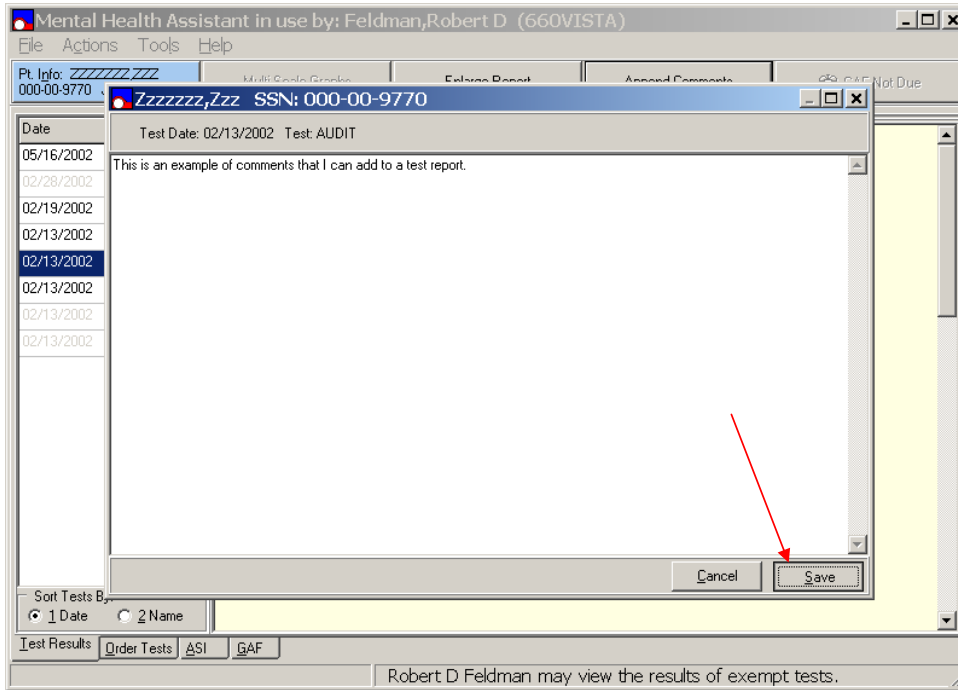 Mental Health Assistant in use by: Feldman,Robert D (660VISTA)
File Actions Tools Help
Pt. Info: ZZZZZZZ,ZZZ
000-00-9770
Multi Scale Graphs Enlarge Report Append Comments GAF Not Due
Zzzzzzz,Zzz SSN: 000-00-9770
Test Date: 02/13/2002 Test: AUDIT
This is an example of comments that I can add to a test report.
Date
05/16/2002
02/28/2002
02/19/2002
02/13/2002
02/13/2002
02/13/2002
02/13/2002
02/13/2002
Cancel Save
Sort Tests By:
1 Date 2 Name
Test Results Order Tests ASI GAF
Robert D Feldman may view the results of exempt tests.